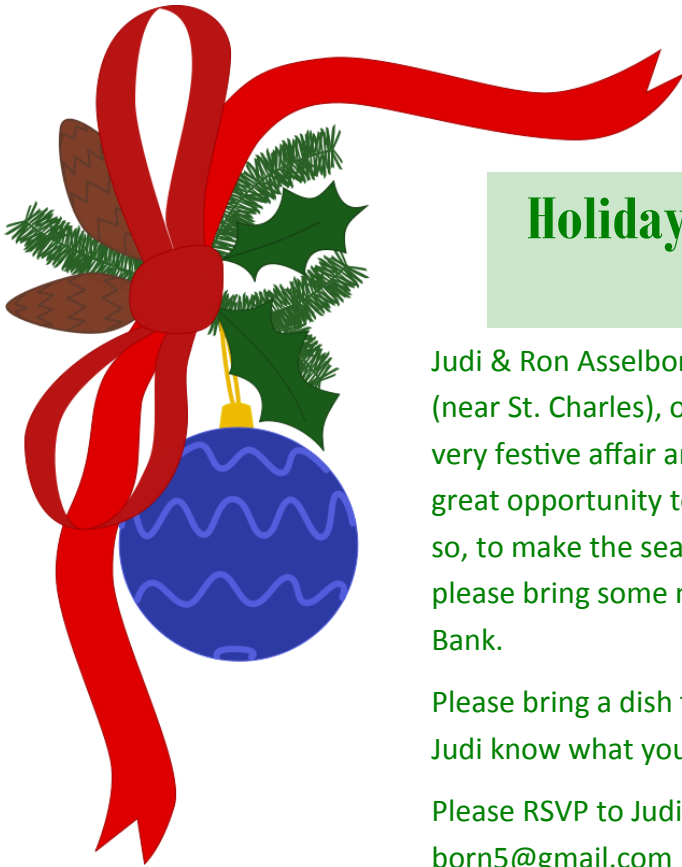 Holiday
Judi & Ron Asselbor
(near St. Charles), o
very festive affair a
great opportunity t
so, to make the sea
please bring some
Bank.
Please bring a dish
Judi know what you
Please RSVP to Judi
born5@gmail.com